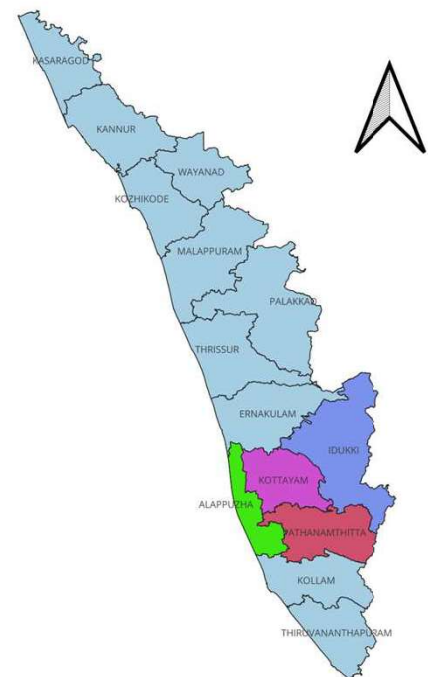 KASARAGOD
KANNUR
WAYANAD
KOZHIKODE
MALAPPURAM
PALAKKAD
THRISSUR
ERNAKULAM
IDUKKI
KOTTAYAM
ALAPPUZHA
PATHANAMTHITTA
KOLLAM
THIRUVANANTHAPURAM